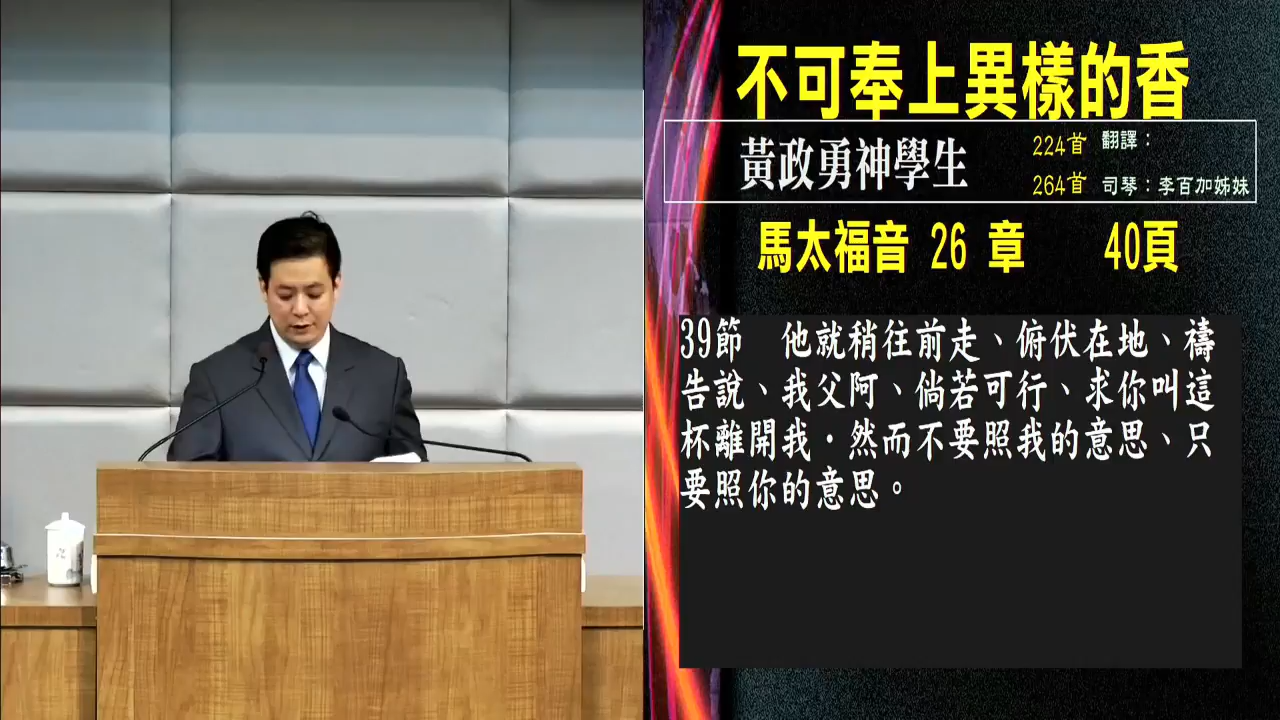 不可奉上異樣的香
黃政勇神學生
224首 翻譯：
264首 司琴：李百加姊妹
馬太福音 26 章 40頁
39節 他就稍往前走、俯伏在地、禱
告說、我父阿、倘若可行、求你叫這
杯離開我．然而不要照我的意思、只
要照你的意思。